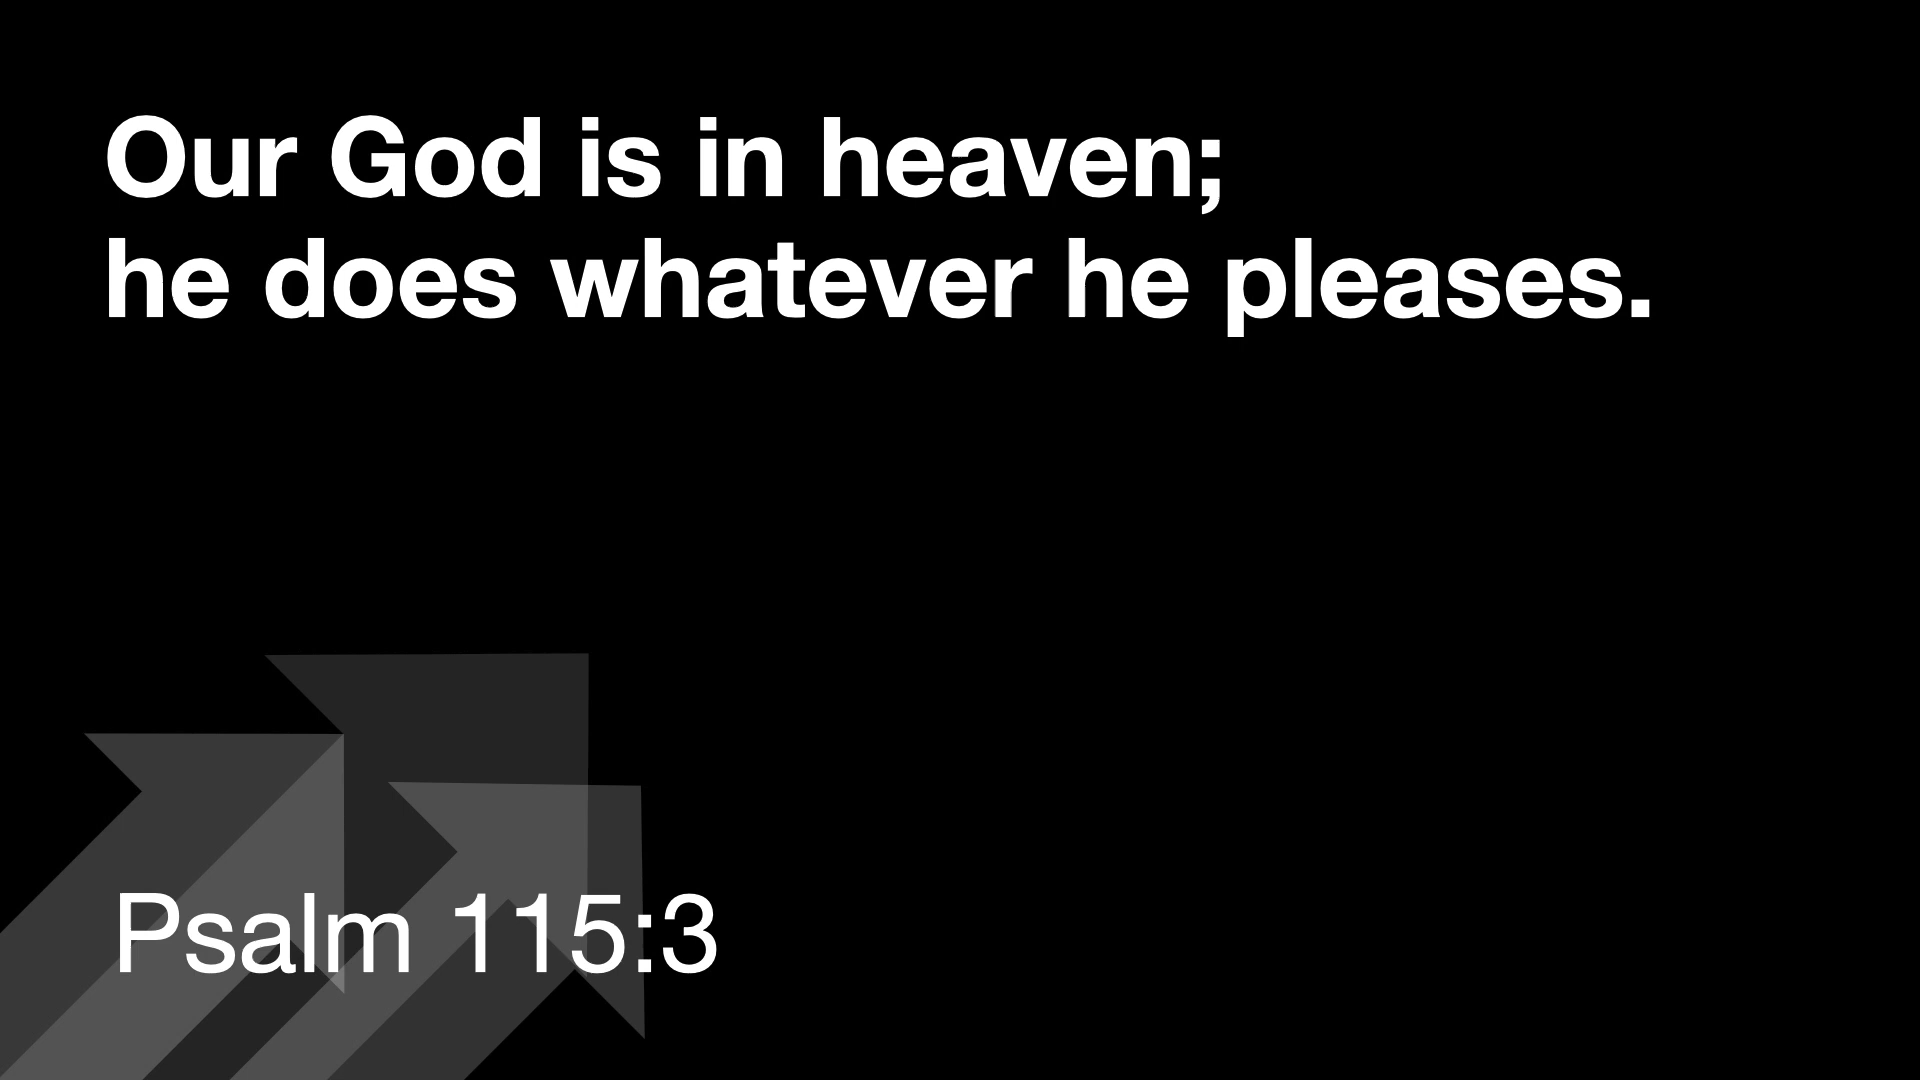 Our God is in heaven;
he does whatever he pleases.
Psalm 115:3